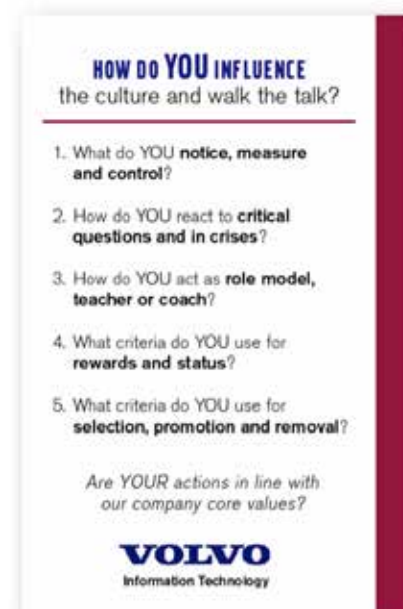 HOW DO YOU INFLUENCE
the culture and walk the talk?
1. What do YOU notice, measure
and control?
2. How do YOU react to critical
questions and in crises?
3. How do YOU act as role model,
teacher or coach?
4. What criteria do YOU use for
rewards and status?
5. What criteria do YOU use for
selection, promotion and removal?
Are YOUR actions in line with
our company core values?
VOLVO
Information Technology